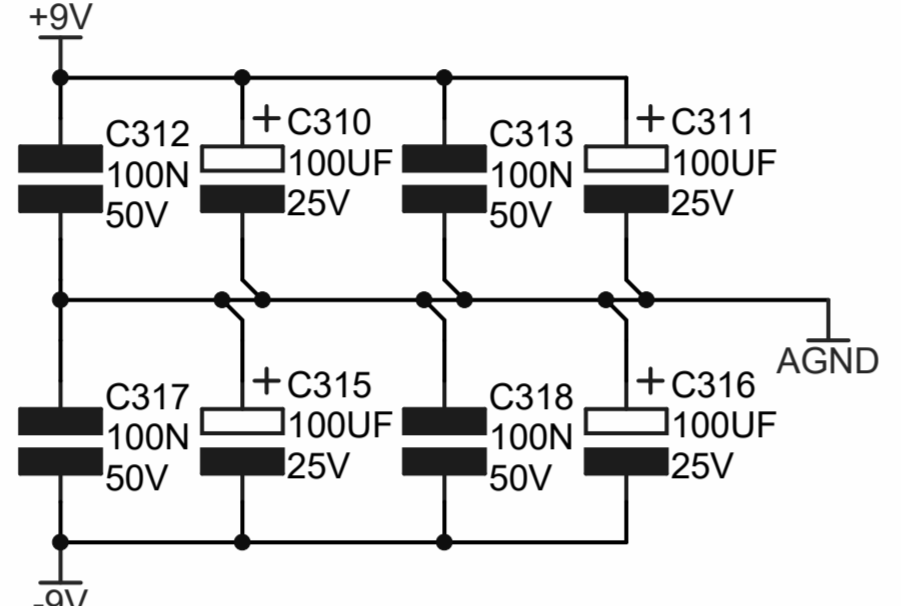 +9V
C312
100N
50V
+ C310
100UF
25V
C313
100N
50V
+ C311
100UF
25V
AGND
C317
100N
50V
+ C315
100UF
25V
C318
100N
50V
+ C316
100UF
25V
-9V